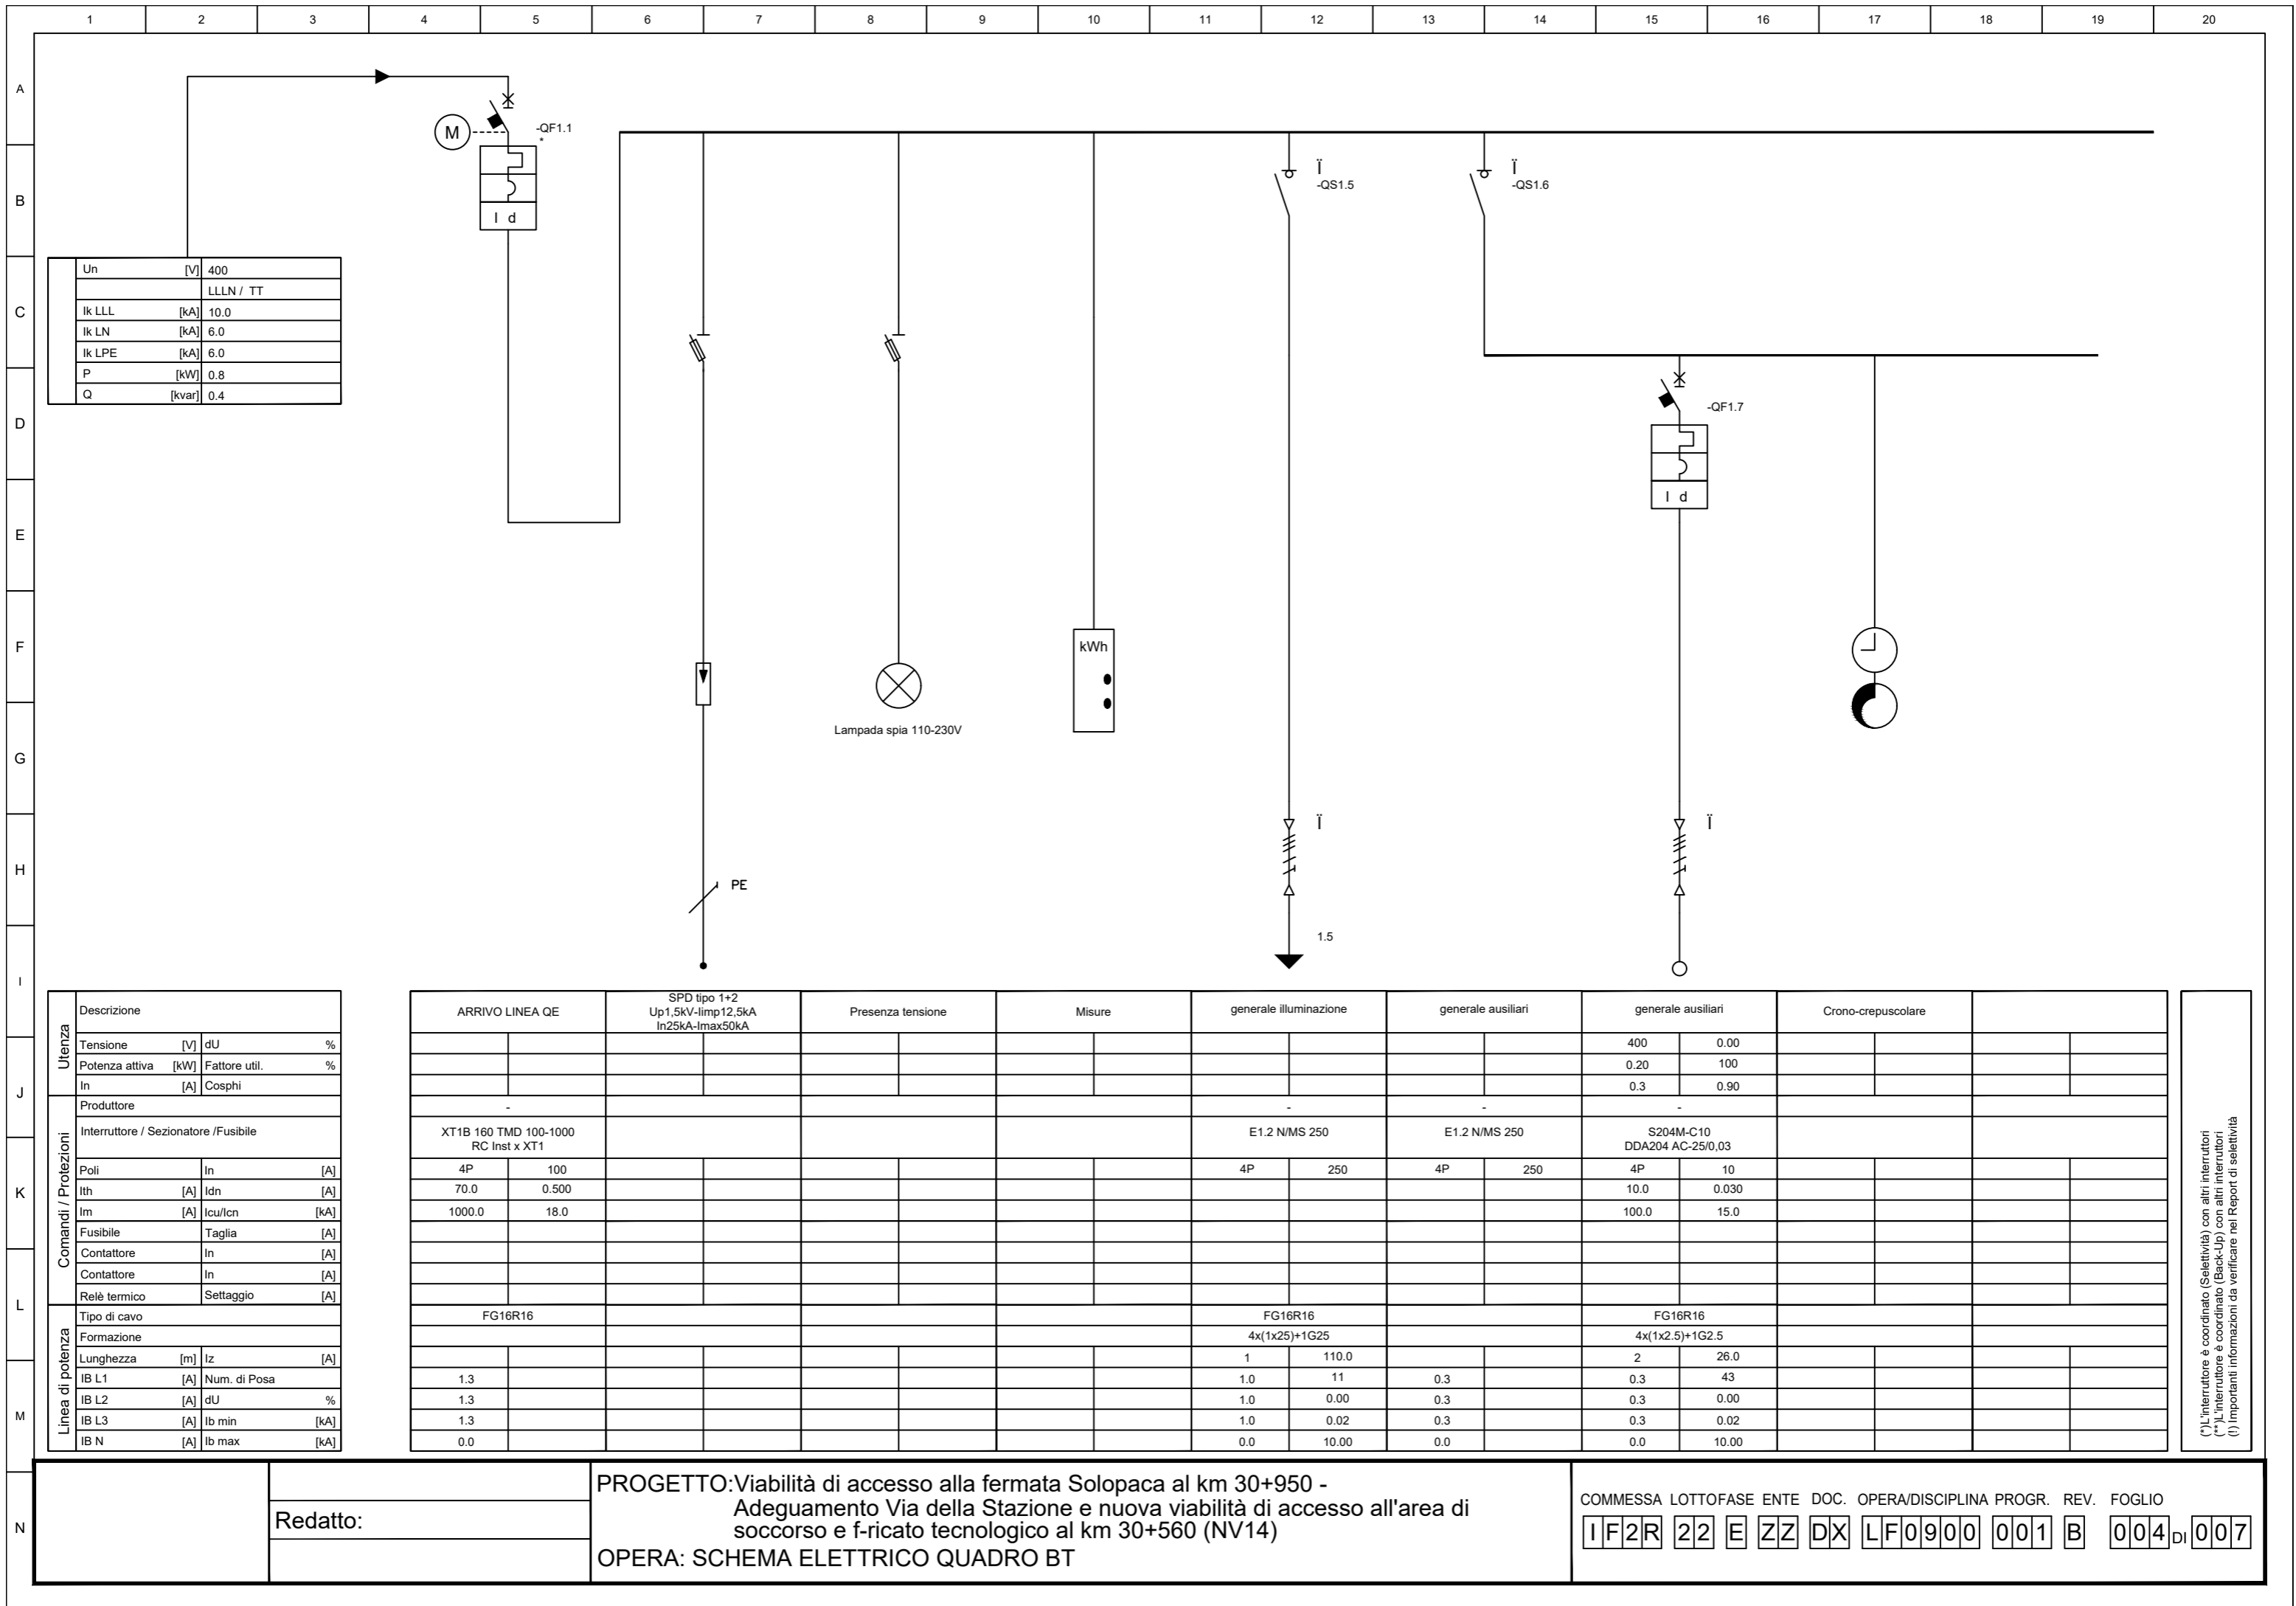 1 2 3 4 5 6 7 8 9 10 11 12 13 14 15 16 17 18 19 20
A
B
C
D
E
F
G
H
I
J
K
L
M
N
M
-QF1.1
*
I d
Ï
-QS1.5
Ï
-QS1.6
Un [V] 400
LLLN / TT
Ik LLL [kA] 10.0
Ik LN [kA] 6.0
Ik LPE [kA] 6.0
P [kW] 0.8
Q [kvar] 0.4
-QF1.7
I d
kWh
Lampada spia 110-230V
Ï
Ï
PE
1.5
Utenza
Descrizione
Tensione [V] dU %
Potenza attiva [kW] Fattore util. %
In [A] Cosphi
Comandi / Protezioni
Produttore
Interruttore / Sezionatore /Fusibile
Poli In [A]
Ith [A] Idn [A]
Im [A] Icu/Icn [kA]
Fusibile Taglia [A]
Contattore In [A]
Contattore In [A]
Relè termico Settaggio [A]
Linea di potenza
Tipo di cavo
Formazione
Lunghezza [m] Iz [A]
IB L1 [A] Num. di Posa
IB L2 [A] dU %
IB L3 [A] Ib min [kA]
IB N [A] Ib max [kA]
ARRIVO LINEA QE
-
XT1B 160 TMD 100-1000
RC Inst x XT1
4P 100
70.0 0.500
1000.0 18.0
FG16R16
1.3
1.3
1.3
0.0
SPD tipo 1+2
Up1,5kV-Iimp12,5kA
In25kA-Imax50kA
Presenza tensione
Misure
generale illuminazione
-
E1.2 N/MS 250
4P 250
FG16R16
4x(1x25)+1G25
1 110.0
1.0 11
1.0 0.00
1.0 0.02
0.0 10.00
generale ausiliari
-
E1.2 N/MS 250
4P 250
0.3
0.3
0.3
0.0
generale ausiliari
400 0.00
0.20 100
0.3 0.90
-
S204M-C10
DDA204 AC-25/0,03
4P 10
10.0 0.030
100.0 15.0
FG16R16
4x(1x2.5)+1G2.5
2 26.0
0.3 43
0.3 0.00
0.3 0.02
0.0 10.00
Crono-crepuscolare
(*)L'interruttore è coordinato (Selettività) con altri interruttori
(**)L'interruttore è coordinato (Back-Up) con altri interruttori
(!) Importanti informazioni da verificare nel Report di selettività
Redatto:
PROGETTO:Viabilità di accesso alla fermata Solopaca al km 30+950 -
Adeguamento Via della Stazione e nuova viabilità di accesso all'area di
soccorso e f-ricato tecnologico al km 30+560 (NV14)
OPERA: SCHEMA ELETTRICO QUADRO BT
COMMESSA LOTTO FASE ENTE DOC. OPERA/DISCIPLINA PROGR. REV. FOGLIO
IF2R 22 E ZZ DX LF0900 001 B 004 DI 007